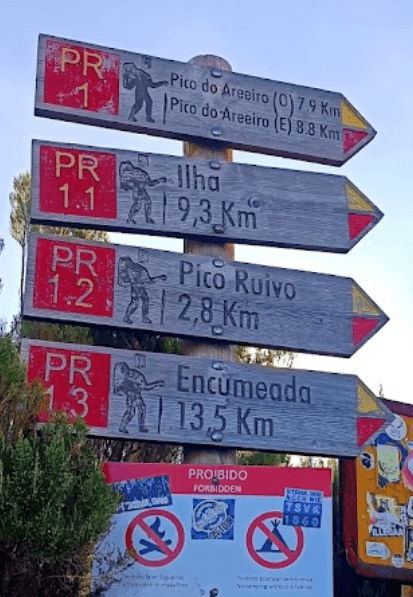 PR
1
Pico do Areeiro (O) 7.9 Km
Pico do Areeiro (E) 8.8 Km
PR
1.1
Ilha
9,3 Km
PR
1.2
Pico Ruivo
2,8 Km
PR
1.3
Encumeada
13,5 Km
PROIBIDO
FORBIDDEN
TSVK
1860